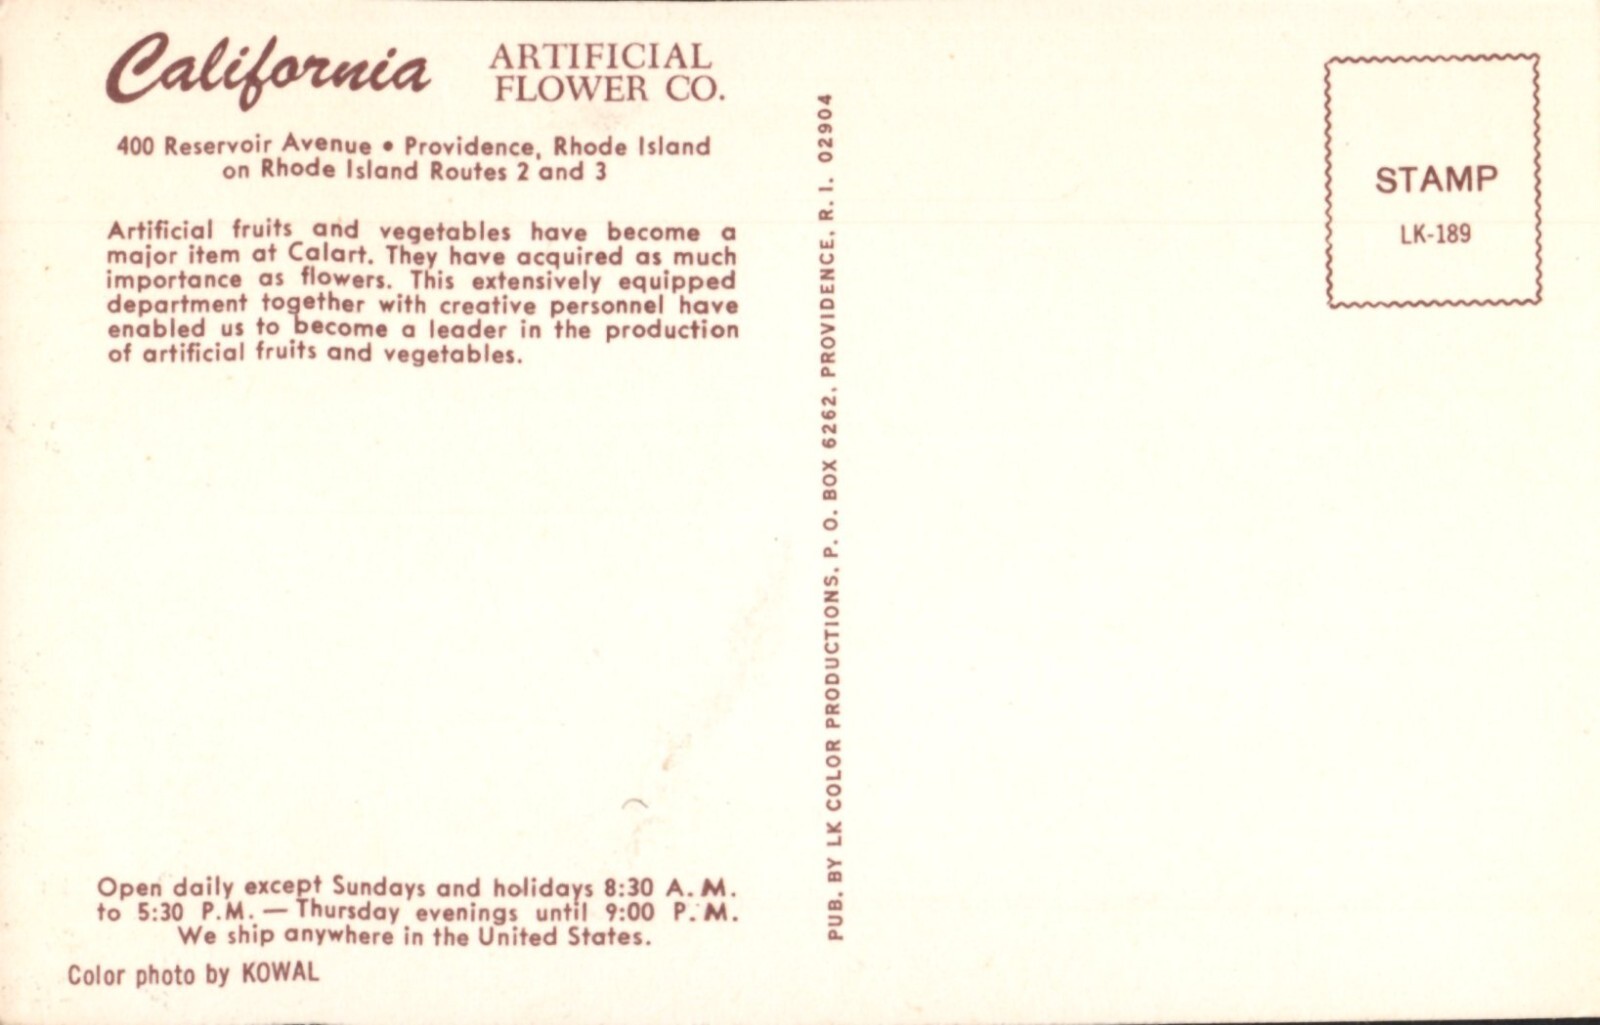 California ARTIFICIAL
FLOWER CO.
400 Reservoir Avenue • Providence, Rhode Island
on Rhode Island Routes 2 and 3
Artificial fruits and vegetables have become a
major item at Calart. They have acquired as much
importance as flowers. This extensively equipped
department together with creative personnel have
enabled us to become a leader in the production
of artificial fruits and vegetables.
Open daily except Sundays and holidays 8:30 A. M.
to 5:30 P.M. — Thursday evenings until 9:00 P. M.
We ship anywhere in the United States.
Color photo by KOWAL
PUB. BY LK COLOR PRODUCTIONS, P. O. BOX 6262, PROVIDENCE, R. I. 02904
STAMP
LK-189